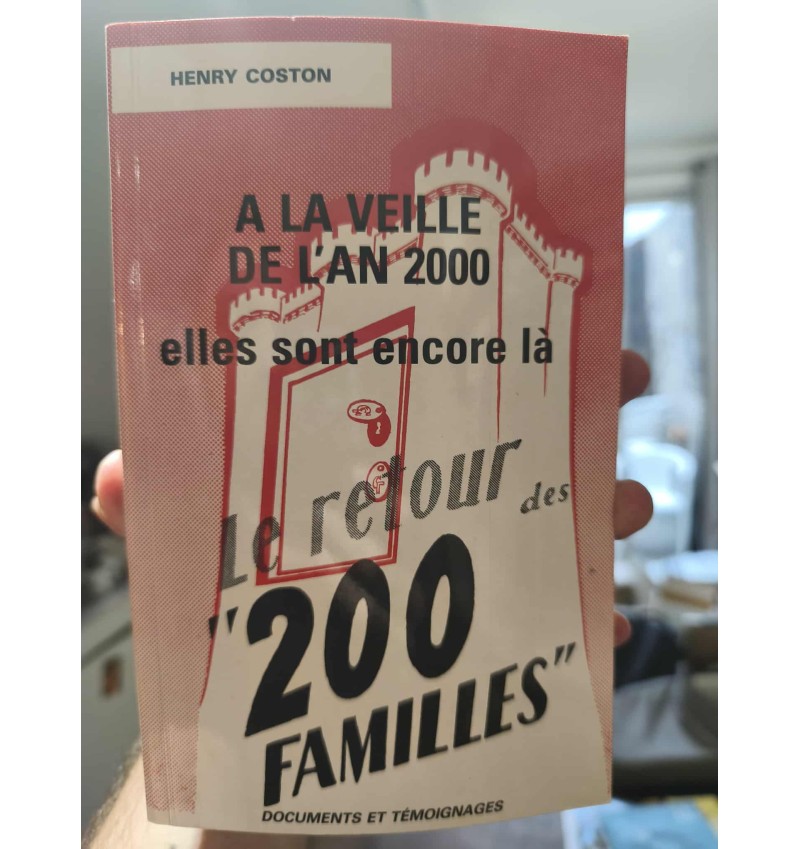 HENRY COSTON
A LA VEILLE
DE L'AN 2000
elles sont encore là
Le retour des
"200
FAMILLES"
DOCUMENTS ET TÉMOIGNAGES